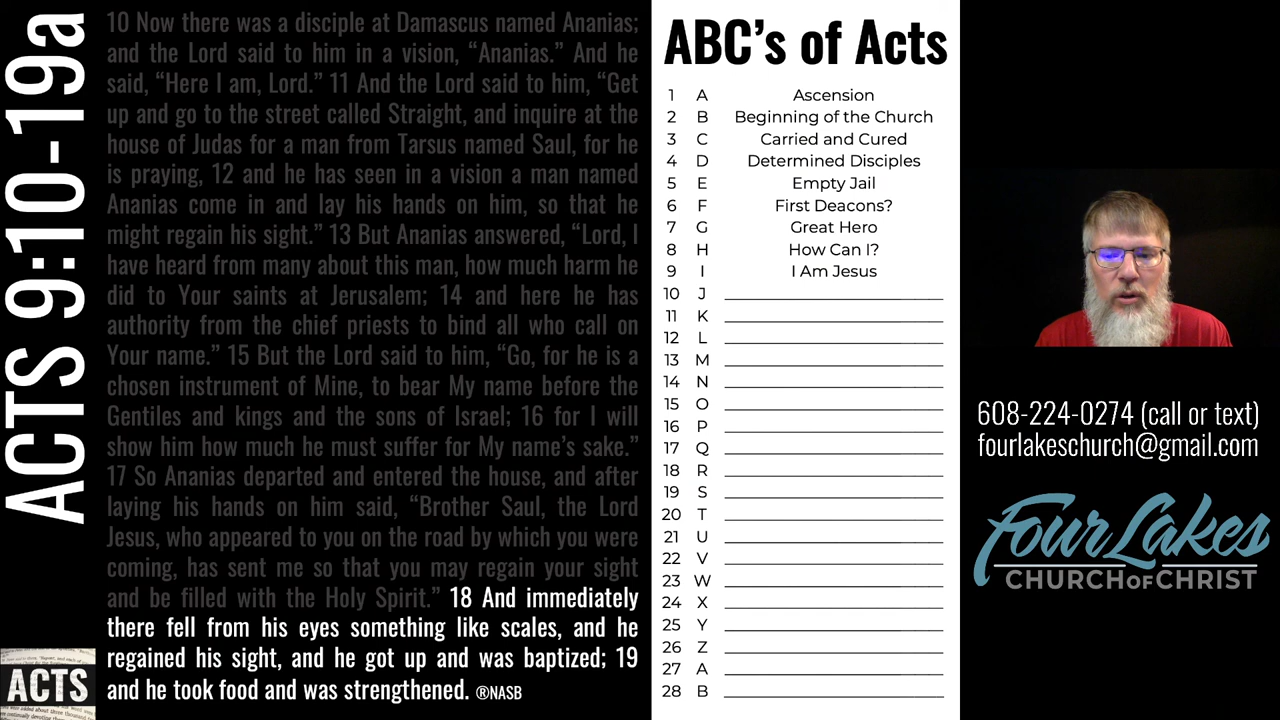 ACTS 9:10-19a
10 Now there was a disciple at Damascus named Ananias;
and the Lord said to him in a vision, “Ananias.” And he
said, “Here I am, Lord.” 11 And the Lord said to him, “Get
up and go to the street called Straight, and inquire at the
house of Judas for a man from Tarsus named Saul, for he
is praying, 12 and he has seen in a vision a man named
Ananias come in and lay his hands on him, so that he
might regain his sight.” 13 But Ananias answered, “Lord, I
have heard from many about this man, how much harm he
did to Your saints at Jerusalem; 14 and here he has
authority from the chief priests to bind all who call on
Your name.” 15 But the Lord said to him, “Go, for he is a
chosen instrument of Mine, to bear My name before the
Gentiles and kings and the sons of Israel; 16 for I will
show him how much he must suffer for My name’s sake.”
17 So Ananias departed and entered the house, and after
laying his hands on him said, “Brother Saul, the Lord
Jesus, who appeared to you on the road by which you were
coming, has sent me so that you may regain your sight
and be filled with the Holy Spirit.” 18 And immediately
there fell from his eyes something like scales, and he
regained his sight, and he got up and was baptized; 19
and he took food and was strengthened. ®NASB
ACTS
ABC’s of Acts
1 A Ascension
2 B Beginning of the Church
3 C Carried and Cured
4 D Determined Disciples
5 E Empty Jail
6 F First Deacons?
7 G Great Hero
8 H How Can I?
9 I I Am Jesus
10 J
11 K
12 L
13 M
14 N
15 O
16 P
17 Q
18 R
19 S
20 T
21 U
22 V
23 W
24 X
25 Y
26 Z
27 A
28 B
608-224-0274 (call or text)
fourlakeschurch@gmail.com
Four Lakes
CHURCH OF CHRIST